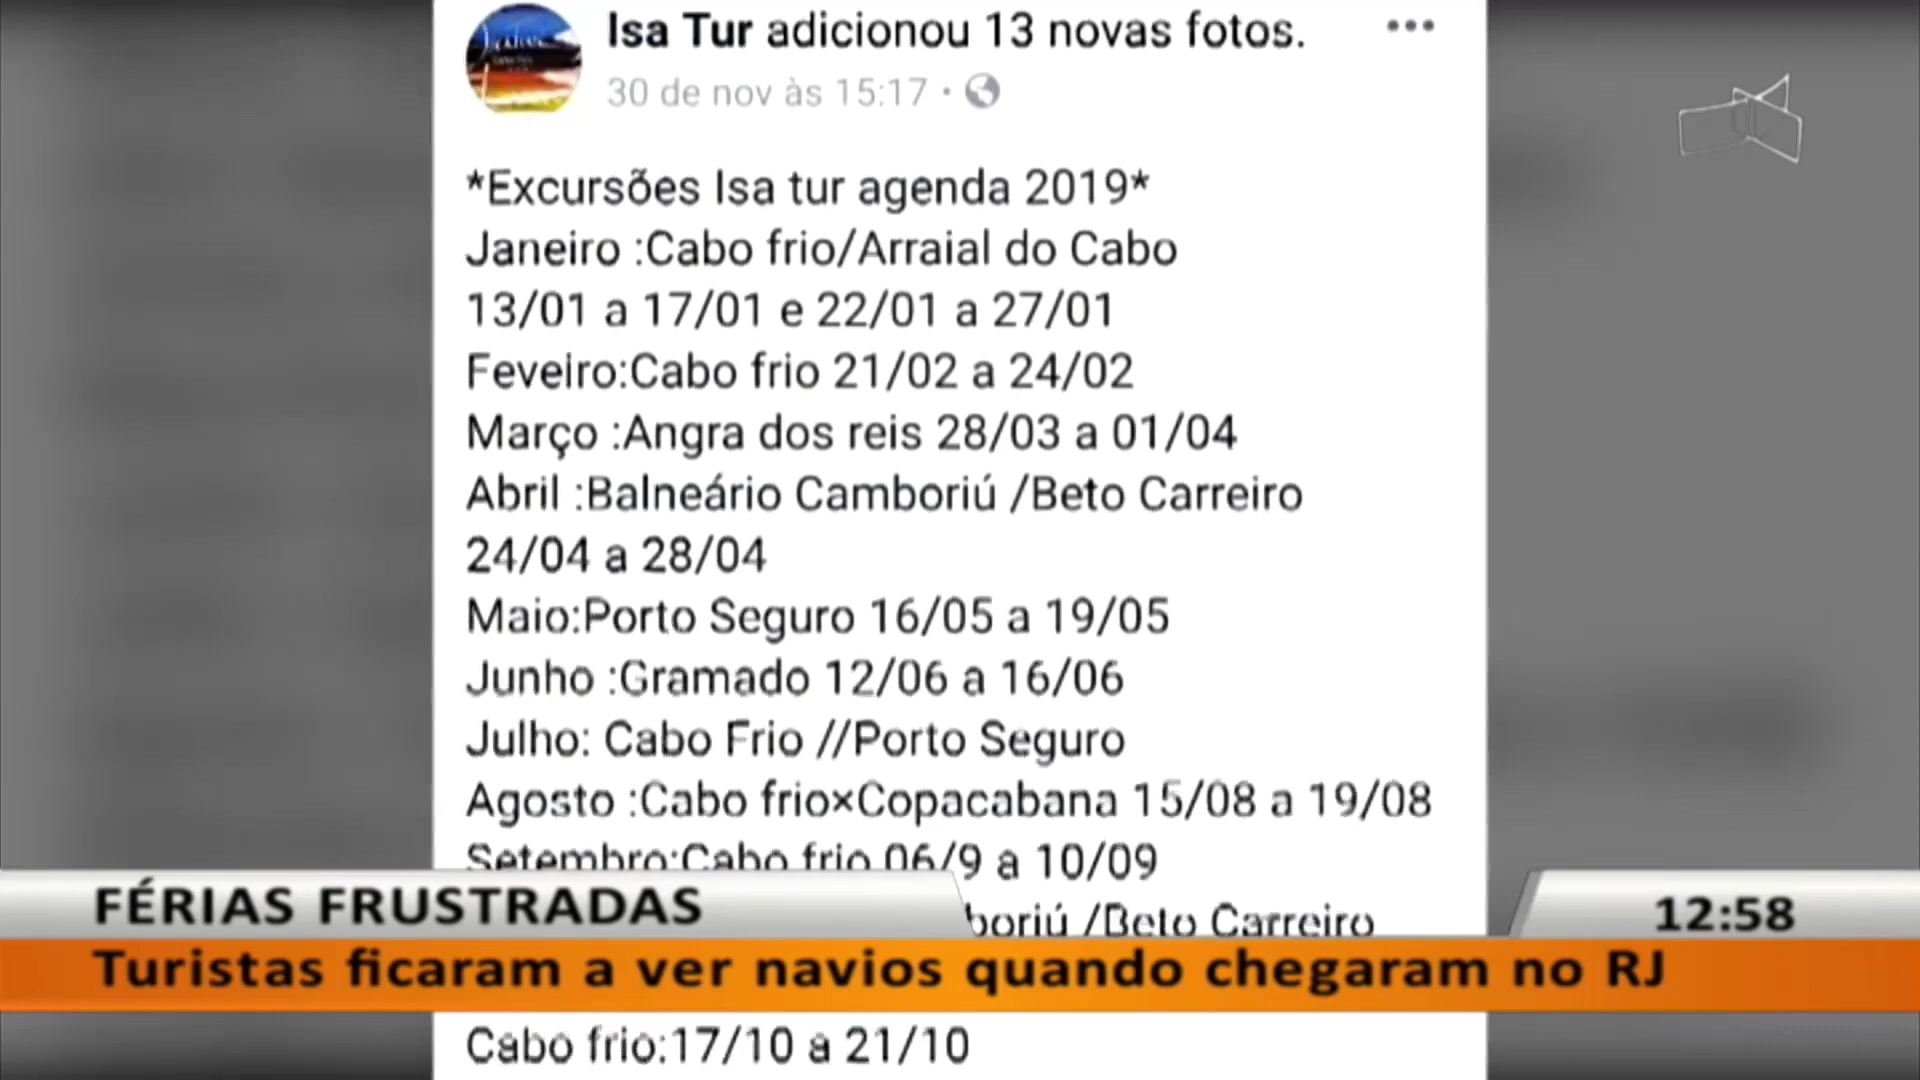 Isa Tur adicionou 13 novas fotos.
30 de nov às 15:17
*Excursões Isa tur agenda 2019*
Janeiro :Cabo frio/Arraial do Cabo
13/01 a 17/01 e 22/01 a 27/01
Feveiro:Cabo frio 21/02 a 24/02
Março :Angra dos reis 28/03 a 01/04
Abril :Balneário Camboriú /Beto Carreiro
24/04 a 28/04
Maio:Porto Seguro 16/05 a 19/05
Junho :Gramado 12/06 a 16/06
Julho: Cabo Frio //Porto Seguro
Agosto :Cabo frio×Copacabana 15/08 a 19/08
Setembro:Cabo frio 06/9 a 10/09
boriú /Beto Carreiro
FÉRIAS FRUSTRADAS
12:58
Turistas ficaram a ver navios quando chegaram no RJ
Cabo frio:17/10 a 21/10